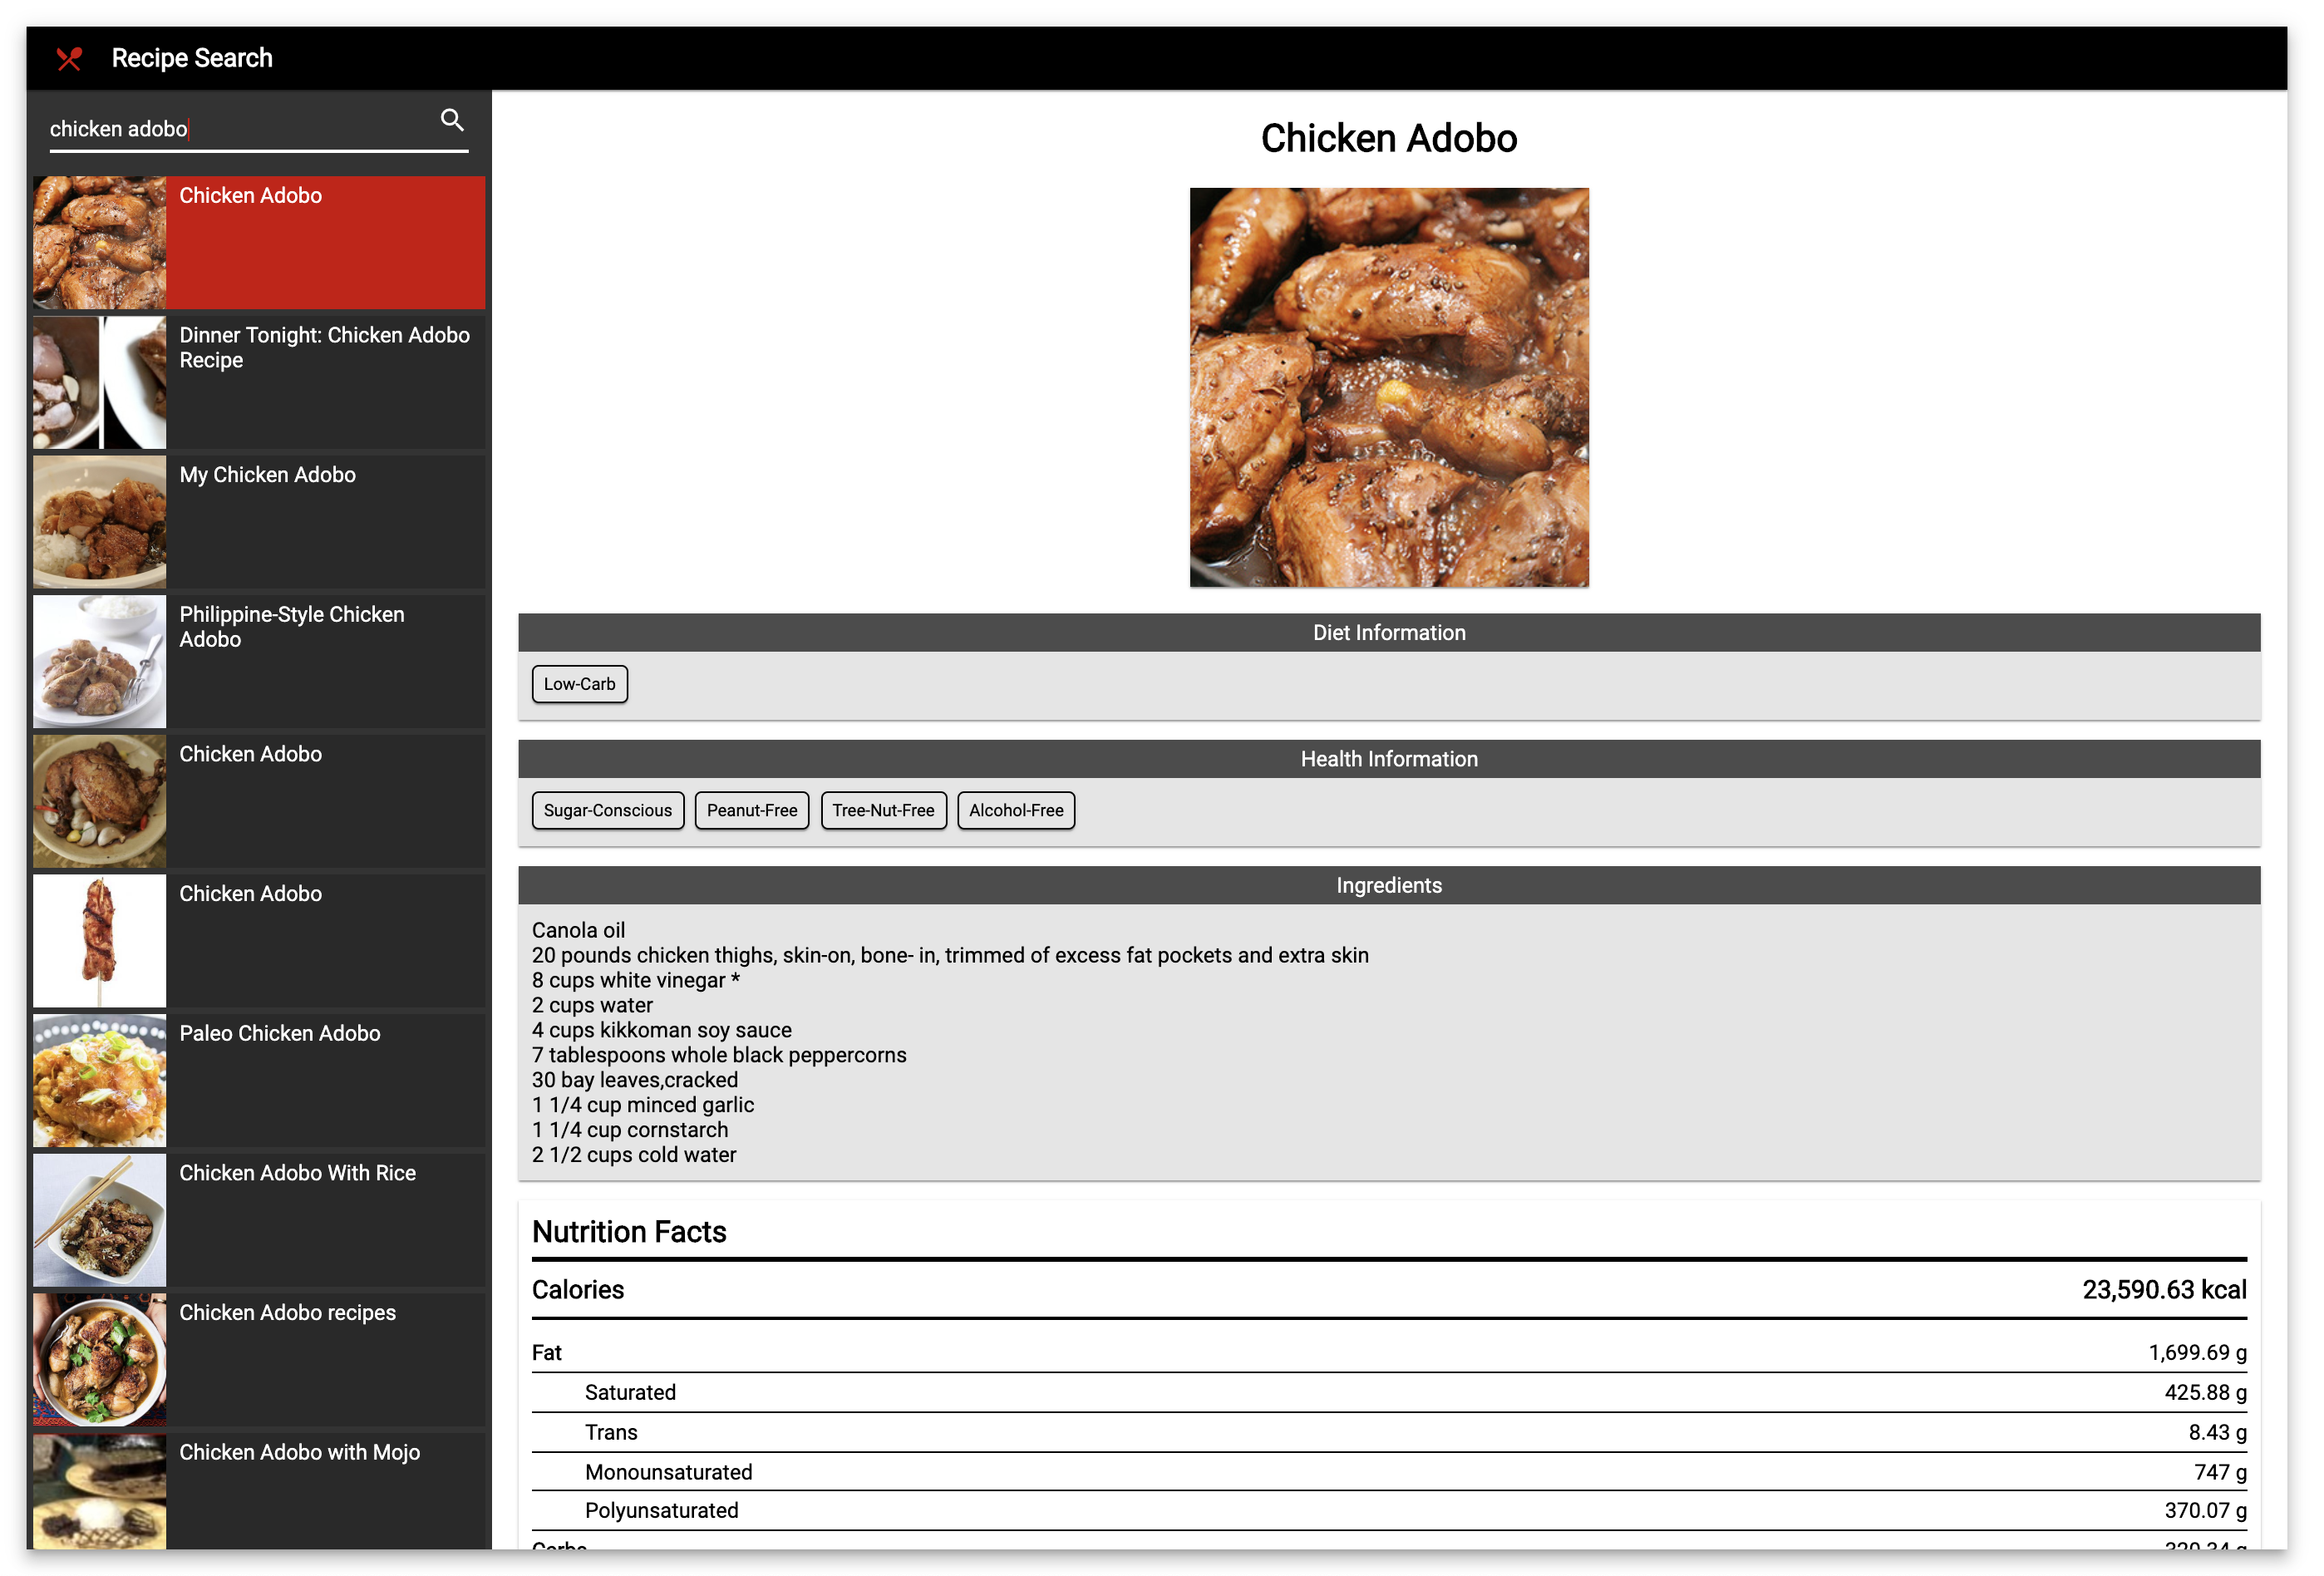 Recipe Search
chicken adobo
Chicken Adobo
Dinner Tonight: Chicken Adobo
Recipe
My Chicken Adobo
Philippine-Style Chicken
Adobo
Chicken Adobo
Chicken Adobo
Paleo Chicken Adobo
Chicken Adobo With Rice
Chicken Adobo recipes
Chicken Adobo with Mojo
Chicken Adobo
Diet Information
Low-Carb
Health Information
Sugar-Conscious Peanut-Free Tree-Nut-Free Alcohol-Free
Ingredients
Canola oil
20 pounds chicken thighs, skin-on, bone- in, trimmed of excess fat pockets and extra skin
8 cups white vinegar *
2 cups water
4 cups kikkoman soy sauce
7 tablespoons whole black peppercorns
30 bay leaves,cracked
1 1/4 cup minced garlic
1 1/4 cup cornstarch
2 1/2 cups cold water
Nutrition Facts
Calories 23,590.63 kcal
Fat 1,699.69 g
Saturated 425.88 g
Trans 8.43 g
Monounsaturated 747 g
Polyunsaturated 370.07 g